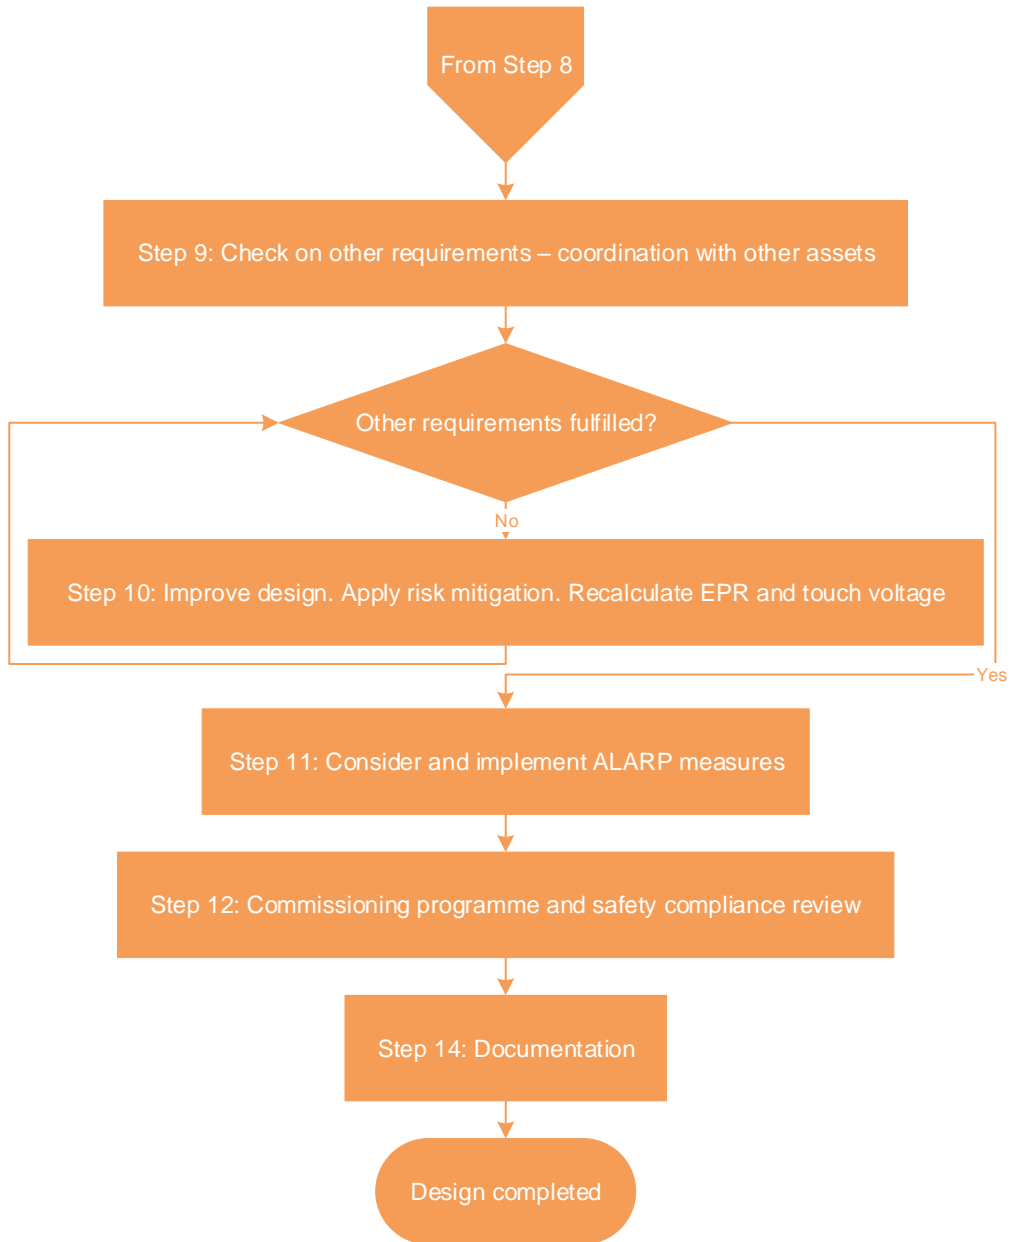 From Step 8
Step 9: Check on other requirements – coordination with other assets
Other requirements fulfilled?
No
Step 10: Improve design. Apply risk mitigation. Recalculate EPR and touch voltage
Yes
Step 11: Consider and implement ALARP measures
Step 12: Commissioning programme and safety compliance review
Step 14: Documentation
Design completed